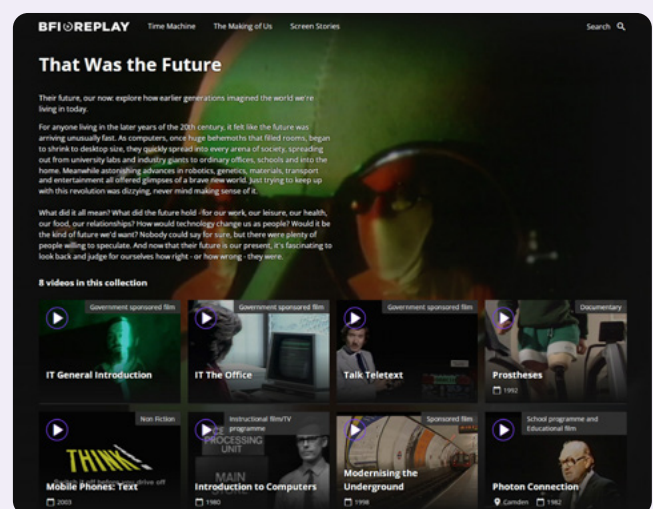 BFI REPLAY Time Machine The Making of Us Screen Stories Search
That Was the Future
Their future, our now: explore how earlier generations imagined the world we're
living in today.
For anyone living in the later years of the 20th century, it felt like the future was
arriving unusually fast. As computers, once huge behemoths that filled rooms, began
to shrink to desktop size, they quickly spread into every arena of society, spreading
out from university labs and industry giants to ordinary offices, schools and into the
home. Meanwhile astonishing advances in robotics, genetics, materials, transport
and entertainment all offered glimpses of a brave new world. Just trying to keep up
with this revolution was dizzying, never mind making sense of it.
What did it all mean? What did the future hold - for our work, our leisure, our health,
our food, our relationships? How would technology change us as people? Would it be
the kind of future we'd want? Nobody could say for sure, but there were plenty of
people willing to speculate. And now that their future is our present, it's fascinating to
look back and judge for ourselves how right - or how wrong - they were.
8 videos in this collection
Government sponsored film
IT General Introduction
Government sponsored film
IT The Office
Government sponsored film
Talk Teletext
Documentary
Prostheses
1992
Non Fiction
THINK!
Switch it off before you drive off
Mobile Phones: Text
2003
Instructional film/TV
programme
PROCESSING
UNIT
MAIN
Introduction to Computers
1980
Sponsored film
Modernising the
Underground
1998
School programme and
Educational film
Photon Connection
Camden 1982